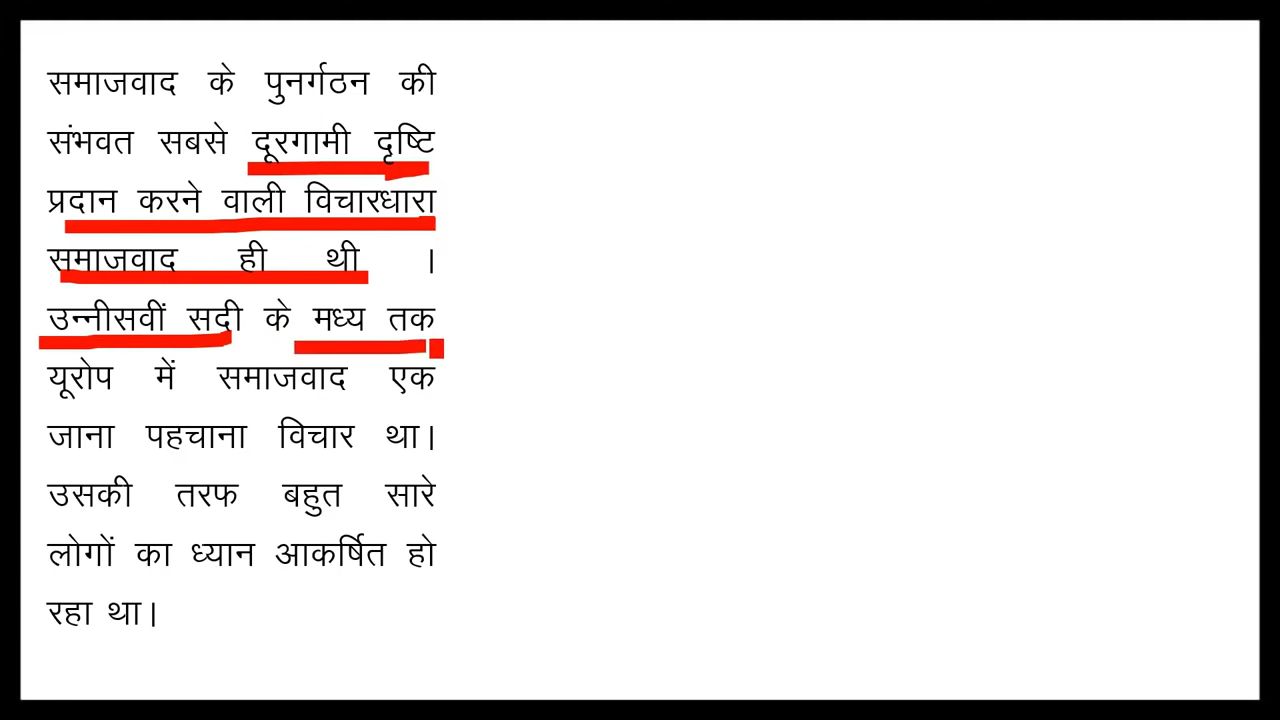 समाजवाद के पुनर्गठन की
संभवत सबसे दूरगामी दृष्टि
प्रदान करने वाली विचारधारा
समाजवाद ही थी ।
उन्नीसवीं सदी के मध्य तक
यूरोप में समाजवाद एक
जाना पहचाना विचार था।
उसकी तरफ बहुत सारे
लोगों का ध्यान आकर्षित हो
रहा था।